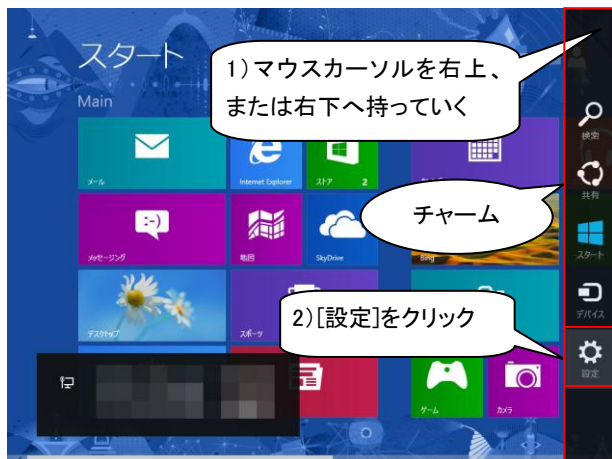 スタート
1)マウスカーソルを右上、
または右下へ持っていく
Main
検索
メール
Internet Explorer
ストア
2
共有
チャーム
スタート
メッセージング
地図
SkyDrive
Bing
デバイス
2)[設定]をクリック
デスクトップ
スポーツ
設定
ゲーム
カメラ